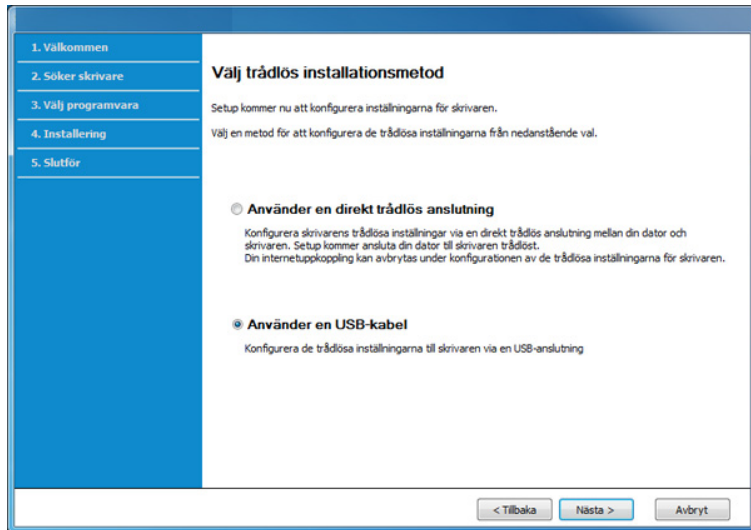 1. Välkommen
2. Söker skrivare
3. Välj programvara
4. Installering
5. Slutför
Välj trådlös installationsmetod
Setup kommer nu att konfigurera inställningarna för skrivaren.
Välj en metod för att konfigurera de trådlösa inställningarna från nedanstående val.
Använder en direkt trådlös anslutning
Konfigurera skrivarens trådlösa inställningar via en direkt trådlös anslutning mellan din dator och
skrivaren. Setup kommer ansluta din dator till skrivaren trådlöst.
Din internetuppkoppling kan avbrytas under konfigurationen av de trådlösa inställningarna för skrivaren.
Använder en USB-kabel
Konfigurera de trådlösa inställningarna till skrivaren via en USB-anslutning
< Tillbaka
Nästa >
Avbryt